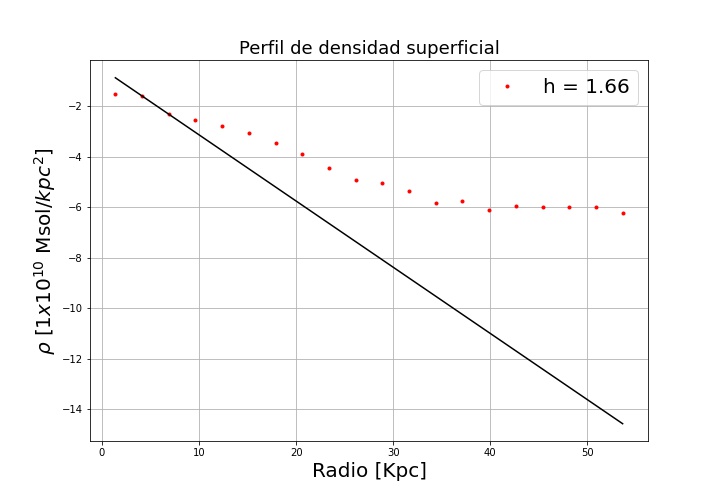 Perfil de densidad superficial
h = 1.66
ρ [1x10¹⁰ Msol/kpc²]
−2
−4
−6
−8
−10
−12
−14
0 10 20 30 40 50
Radio [Kpc]